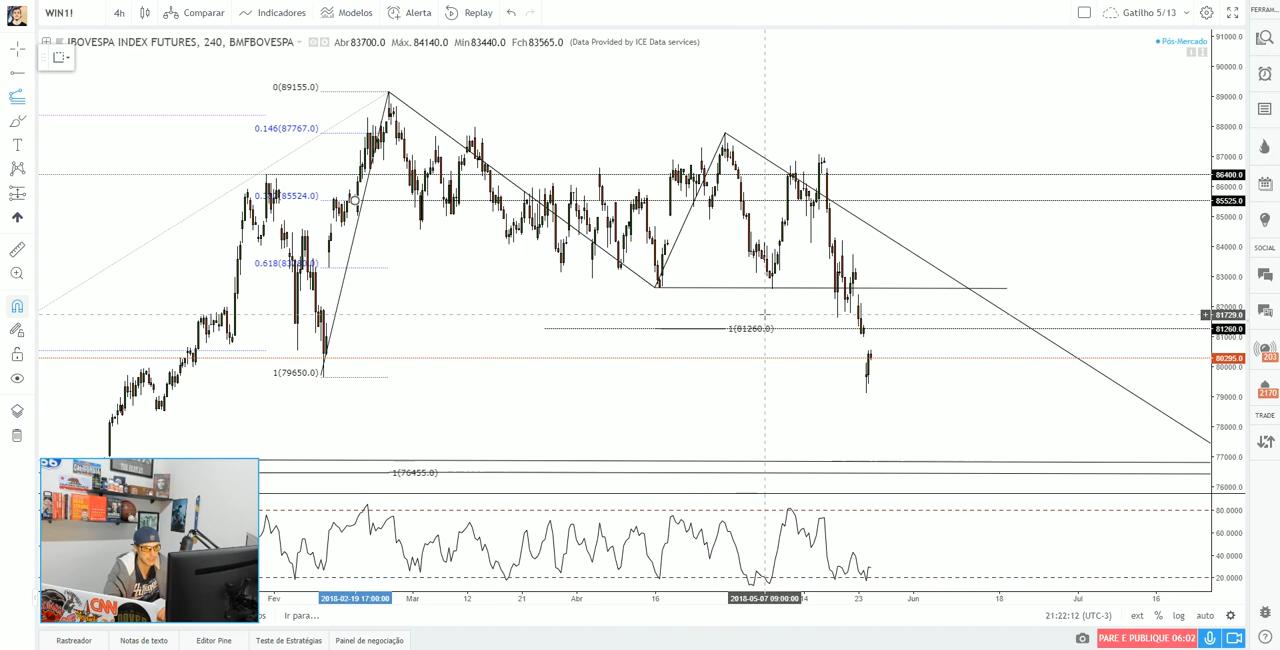 WIN1! 4h Comparar Indicadores Modelos Alerta Replay Gatilho 5/13
FERRAM...
IBOVESPA INDEX FUTURES, 240, BMFBOVESPA Abr 83700.0 Máx. 84140.0 Mín 83440.0 Fch 83565.0 (Data Provided by ICE Data services)
Pós-Mercado
91000.0
90000.0
89000.0
88000.0
87000.0
86400.0
86000.0
85525.0
85000.0
84000.0
83000.0
82000.0
81729.0
81260.0
80295.0
80000.0
79000.0
78000.0
77000.0
76000.0
80.0000
60.0000
40.0000
20.0000
0(89155.0)
0.146(87767.0)
1(79650.0)
1(81260.0)
1(76455.0)
SOCIAL
203
2170
TRADE
CNN
Fev 2018-02-19 17:00:00 Mar 12 21 Abr 16 2018-05-07 09:00:00 14 23 Jun 18 Jul 16
Ir para...
21:22:12 (UTC-3) ext % log auto
Rastreador Notas de texto Editor Pine Teste de Estratégias Painel de negociação
PARE E PUBLIQUE 06:02